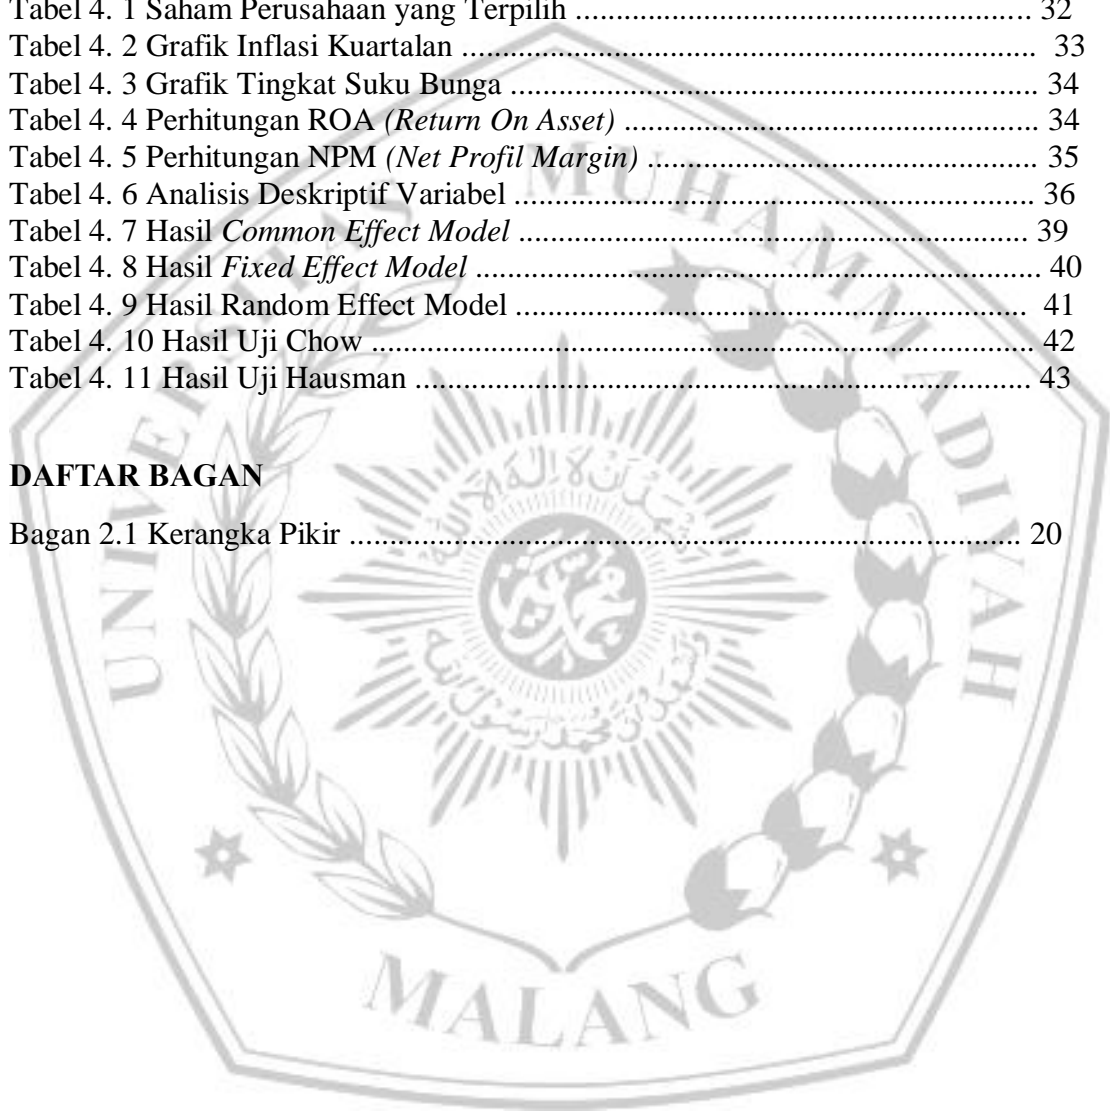 Tabel 4. 1 Saham Perusahaan yang Terpilih .......................................................... 32
Tabel 4. 2 Grafik Inflasi Kuartalan ......................................................................... 33
Tabel 4. 3 Grafik Tingkat Suku Bunga ................................................................... 34
Tabel 4. 4 Perhitungan ROA (Return On Asset) .................................................... 34
Tabel 4. 5 Perhitungan NPM (Net Profil Margin) ................................................. 35
Tabel 4. 6 Analisis Deskriptif Variabel .................................................................. 36
Tabel 4. 7 Hasil Common Effect Model ................................................................ 39
Tabel 4. 8 Hasil Fixed Effect Model ....................................................................... 40
Tabel 4. 9 Hasil Random Effect Model ................................................................. 41
Tabel 4. 10 Hasil Uji Chow .................................................................................... 42
Tabel 4. 11 Hasil Uji Hausman .............................................................................. 43
DAFTAR BAGAN
Bagan 2.1 Kerangka Pikir ..................................................................................... 20
UNIVERSITAS MUHAMMADIYAH
MALANG